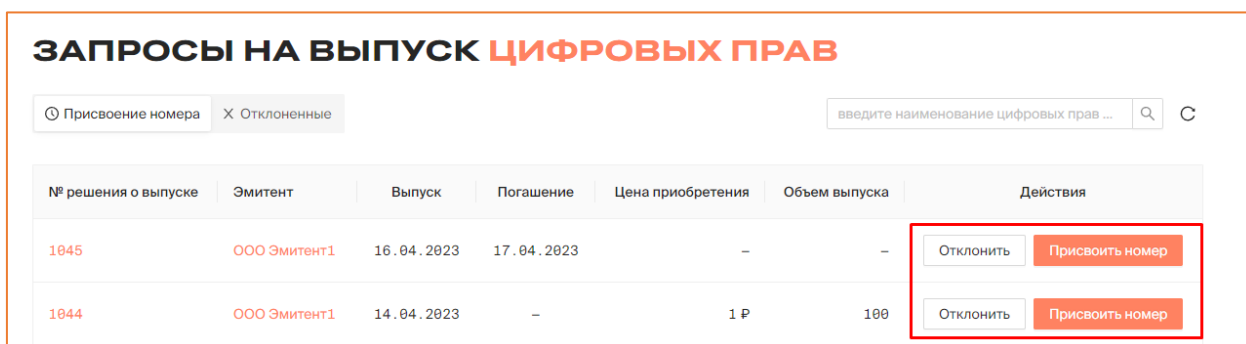 ЗАПРОСЫ НА ВЫПУСК ЦИФРОВЫХ ПРАВ
Присвоение номера X Отклоненные введите наименование цифровых прав ...
№ решения о выпуске Эмитент Выпуск Погашение Цена приобретения Объем выпуска Действия
1045 ООО Эмитент1 16.04.2023 17.04.2023 – – Отклонить Присвоить номер
1044 ООО Эмитент1 14.04.2023 – 1 ₽ 100 Отклонить Присвоить номер